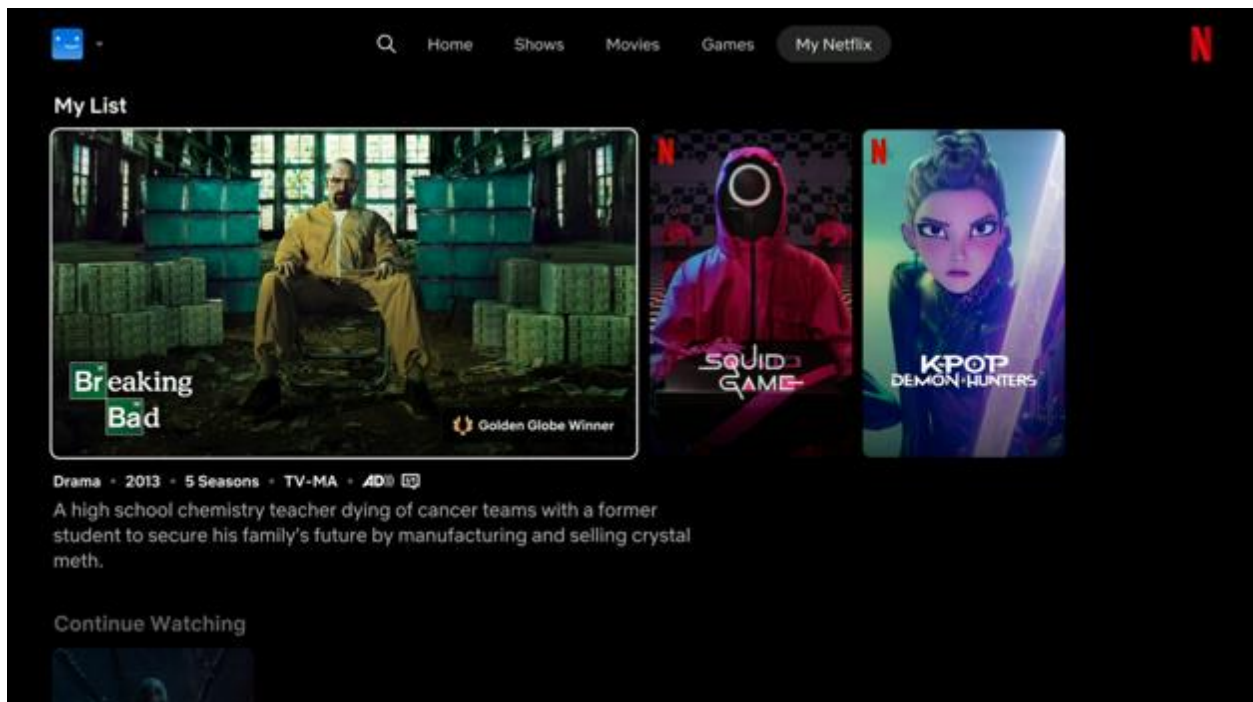 Home Shows Movies Games My Netflix
N
My List
N
N
Breaking
Bad
Golden Globe Winner
SQUID
GAME
K-POP
DEMON HUNTERS
Drama • 2013 • 5 Seasons • TV-MA • AD
A high school chemistry teacher dying of cancer teams with a former
student to secure his family's future by manufacturing and selling crystal
meth.
Continue Watching